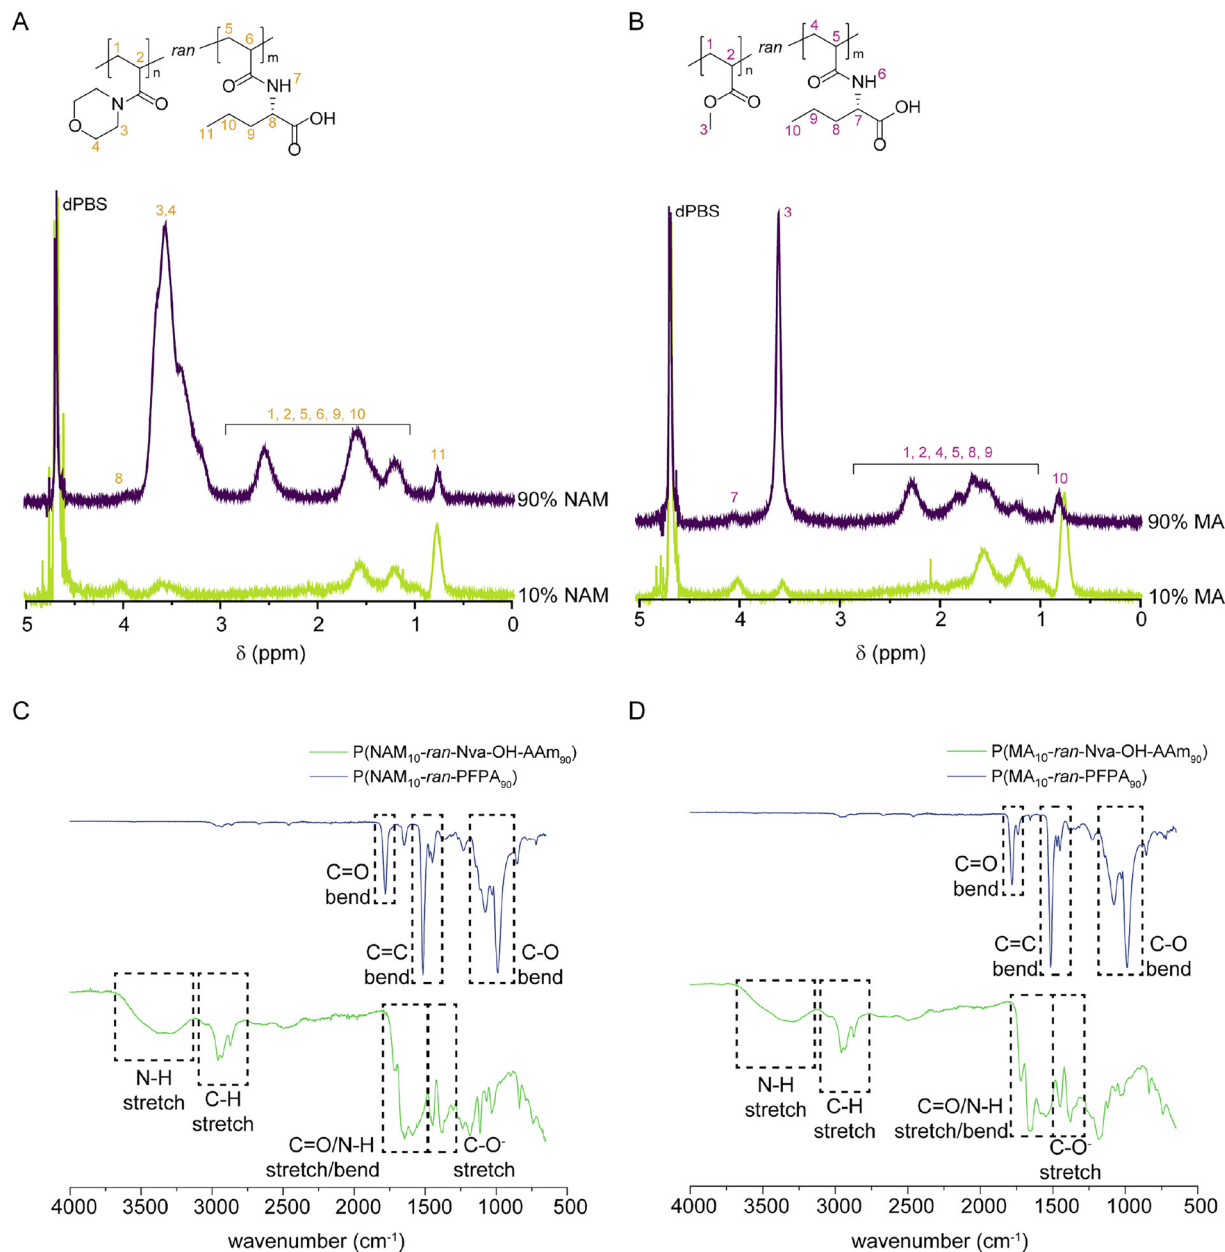 A
1
2
n
ran
5
6
m
O
N
O
3
4
O
NH
7
11
10
9
8
OH
O
dPBS
3,4
1, 2, 5, 6, 9, 10
8
11
90% NAM
10% NAM
5
4
3
2
1
0
δ (ppm)
B
1
2
n
ran
4
5
m
O
O
3
O
NH
6
10
9
8
7
OH
O
dPBS
3
1, 2, 4, 5, 8, 9
7
10
90% MA
10% MA
5
4
3
2
1
0
δ (ppm)
C
P(NAM₁₀-ran-Nva-OH-AAm₉₀)
P(NAM₁₀-ran-PFPA₉₀)
C=O
bend
C=C
bend
C-O
bend
N-H
stretch
C-H
stretch
C=O/N-H
stretch/bend
C-O⁻
stretch
4000
3500
3000
2500
2000
1500
1000
500
wavenumber (cm⁻¹)
D
P(MA₁₀-ran-Nva-OH-AAm₉₀)
P(MA₁₀-ran-PFPA₉₀)
C=O
bend
C=C
bend
C-O
bend
N-H
stretch
C-H
stretch
C=O/N-H
stretch/bend
C-O⁻
stretch
4000
3500
3000
2500
2000
1500
1000
500
wavenumber (cm⁻¹)